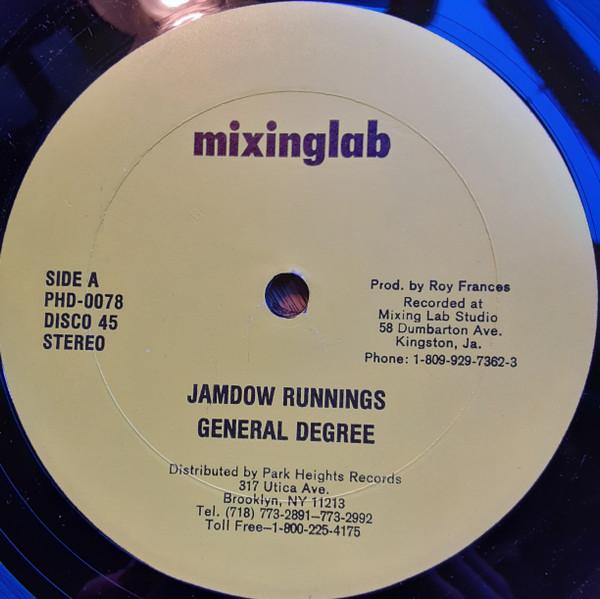 mixinglab
SIDE A
PHD-0078
DISCO 45
STEREO
Prod. by Roy Frances
Recorded at
Mixing Lab Studio
58 Dumbarton Ave.
Kingston, Ja.
Phone: 1-809-929-7362-3
JAMDOW RUNNINGS
GENERAL DEGREE
Distributed by Park Heights Records
317 Utica Ave.
Brooklyn, NY 11213
Tel. (718) 773-2891–773-2992
Toll Free–1-800-225-4175